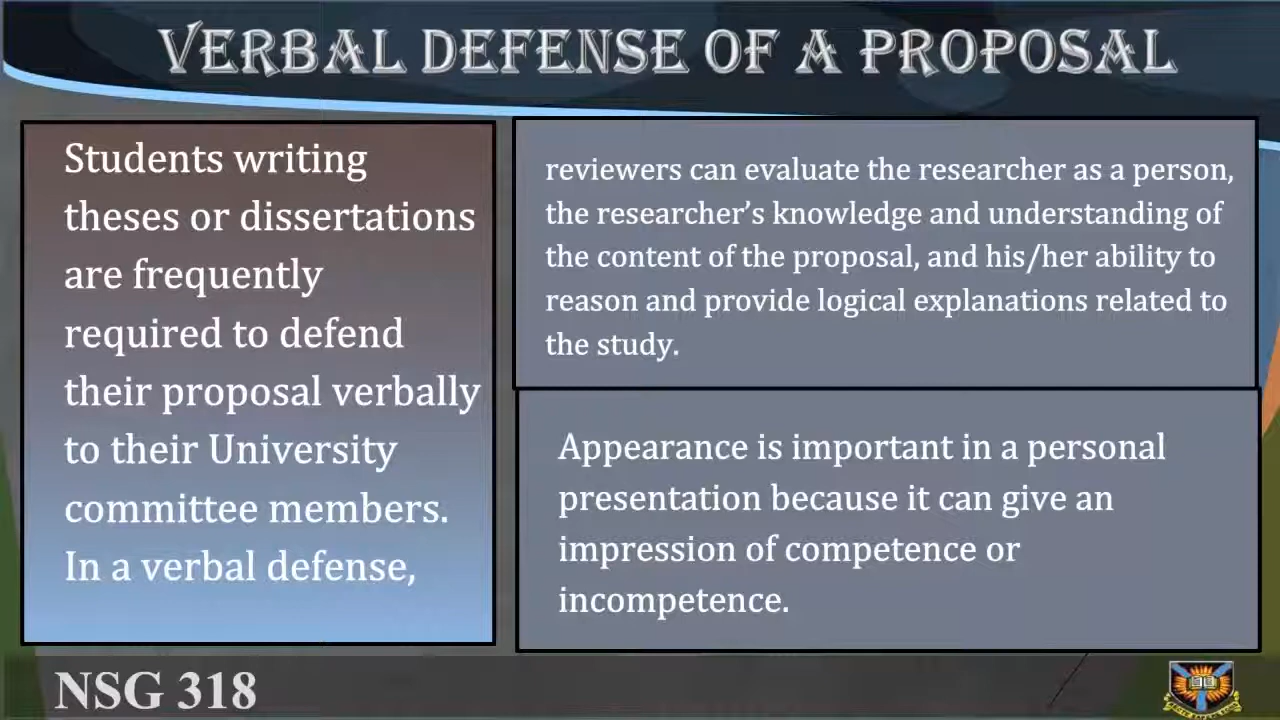 VERBAL DEFENSE OF A PROPOSAL
Students writing
theses or dissertations
are frequently
required to defend
their proposal verbally
to their University
committee members.
In a verbal defense,
reviewers can evaluate the researcher as a person,
the researcher’s knowledge and understanding of
the content of the proposal, and his/her ability to
reason and provide logical explanations related to
the study.
Appearance is important in a personal
presentation because it can give an
impression of competence or
incompetence.
NSG 318